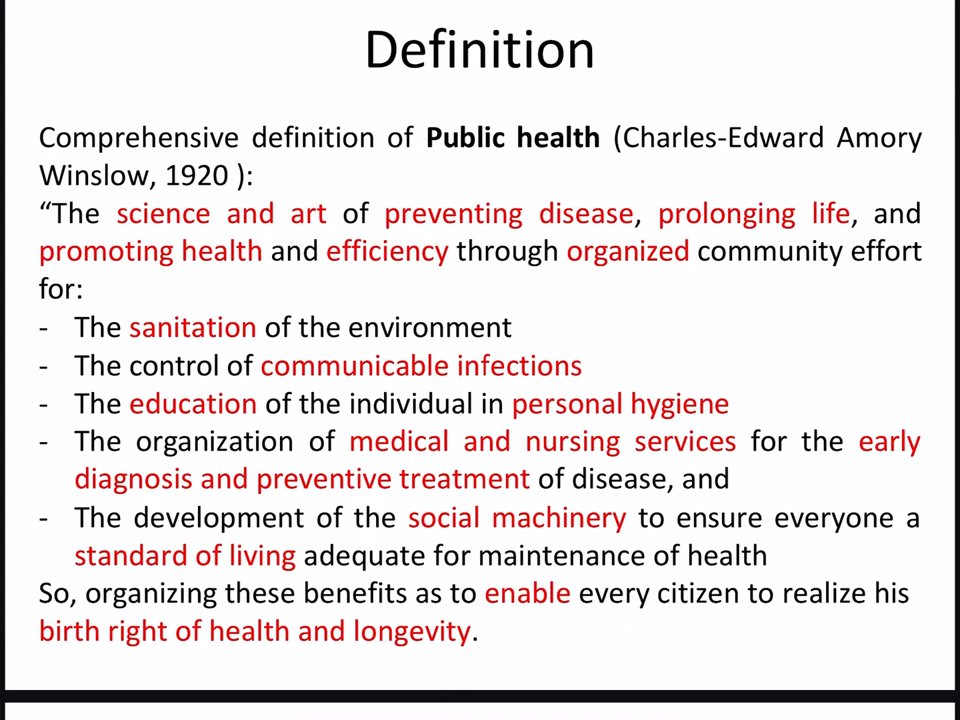 Definition
Comprehensive definition of Public health (Charles-Edward Amory
Winslow, 1920 ):
“The science and art of preventing disease, prolonging life, and
promoting health and efficiency through organized community effort
for:
- The sanitation of the environment
- The control of communicable infections
- The education of the individual in personal hygiene
- The organization of medical and nursing services for the early
diagnosis and preventive treatment of disease, and
- The development of the social machinery to ensure everyone a
standard of living adequate for maintenance of health
So, organizing these benefits as to enable every citizen to realize his
birth right of health and longevity.